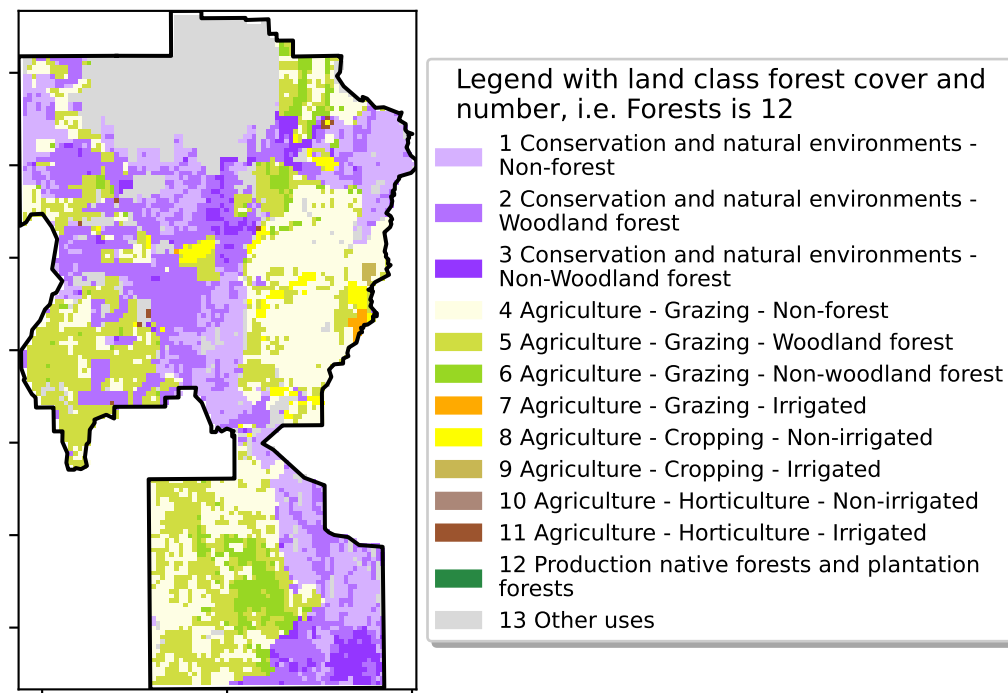 Legend with land class forest cover and
number, i.e. Forests is 12
1 Conservation and natural environments -
Non-forest
2 Conservation and natural environments -
Woodland forest
3 Conservation and natural environments -
Non-Woodland forest
4 Agriculture - Grazing - Non-forest
5 Agriculture - Grazing - Woodland forest
6 Agriculture - Grazing - Non-woodland forest
7 Agriculture - Grazing - Irrigated
8 Agriculture - Cropping - Non-irrigated
9 Agriculture - Cropping - Irrigated
10 Agriculture - Horticulture - Non-irrigated
11 Agriculture - Horticulture - Irrigated
12 Production native forests and plantation
forests
13 Other uses